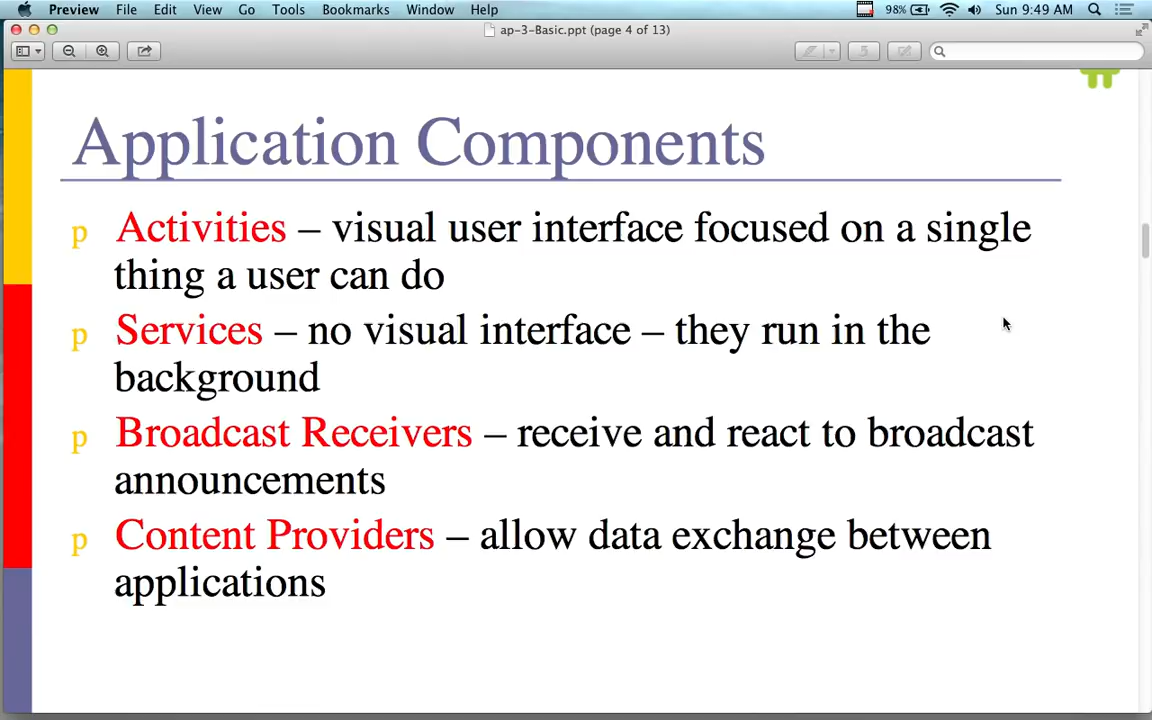 Preview File Edit View Go Tools Bookmarks Window Help 98% Sun 9:49 AM
ap-3-Basic.ppt (page 4 of 13)
5
Application Components
p Activities – visual user interface focused on a single
thing a user can do
p Services – no visual interface – they run in the
background
p Broadcast Receivers – receive and react to broadcast
announcements
p Content Providers – allow data exchange between
applications